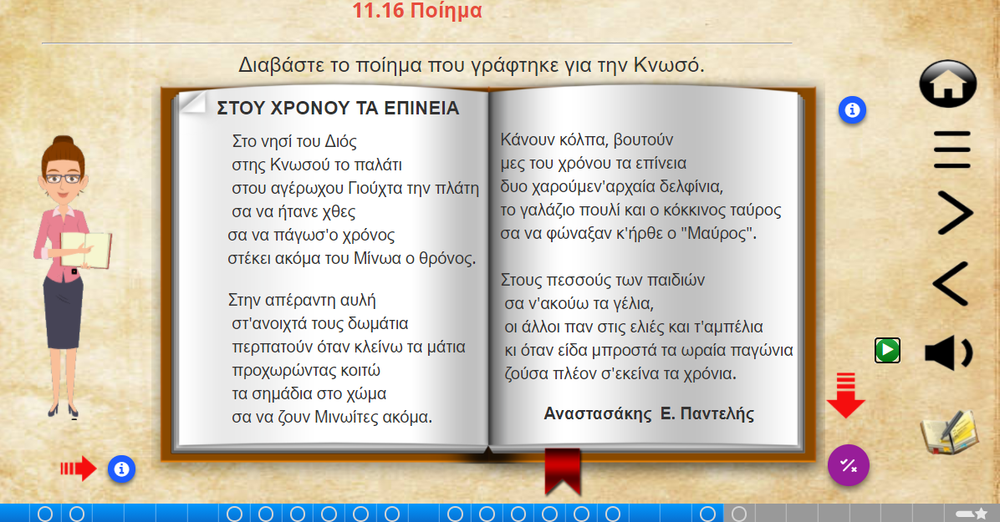 11.16 Ποίημα
Διαβάστε το ποίημα που γράφτηκε για την Κνωσό.
ΣΤΟΥ ΧΡΟΝΟΥ ΤΑ ΕΠΙΝΕΙΑ
Στο νησί του Διός
στης Κνωσού το παλάτι
στου αγέρωχου Γιούχτα την πλάτη
σα να ήτανε χθες
σα να πάγωσ'ο χρόνος
στέκει ακόμα του Μίνωα ο θρόνος.
Στην απέραντη αυλή
στ'ανοιχτά τους δωμάτια
περπατούν όταν κλείνω τα μάτια
προχωρώντας κοιτώ
τα σημάδια στο χώμα
σα να ζουν Μινωίτες ακόμα.
Κάνουν κόλπα, βουτούν
μες του χρόνου τα επίνεια
δυο χαρούμεν'αρχαία δελφίνια,
το γαλάζιο πουλί και ο κόκκινος ταύρος
σα να φώναξαν κ'ήρθε ο "Μαύρος".
Στους πεσσούς των παιδιών
σα ν'ακούω τα γέλια,
οι άλλοι παν στις ελιές και τ'αμπέλια
κι όταν είδα μπροστά τα ωραία παγώνια
ζούσα πλέον σ'εκείνα τα χρόνια.
Αναστασάκης Ε. Παντελής